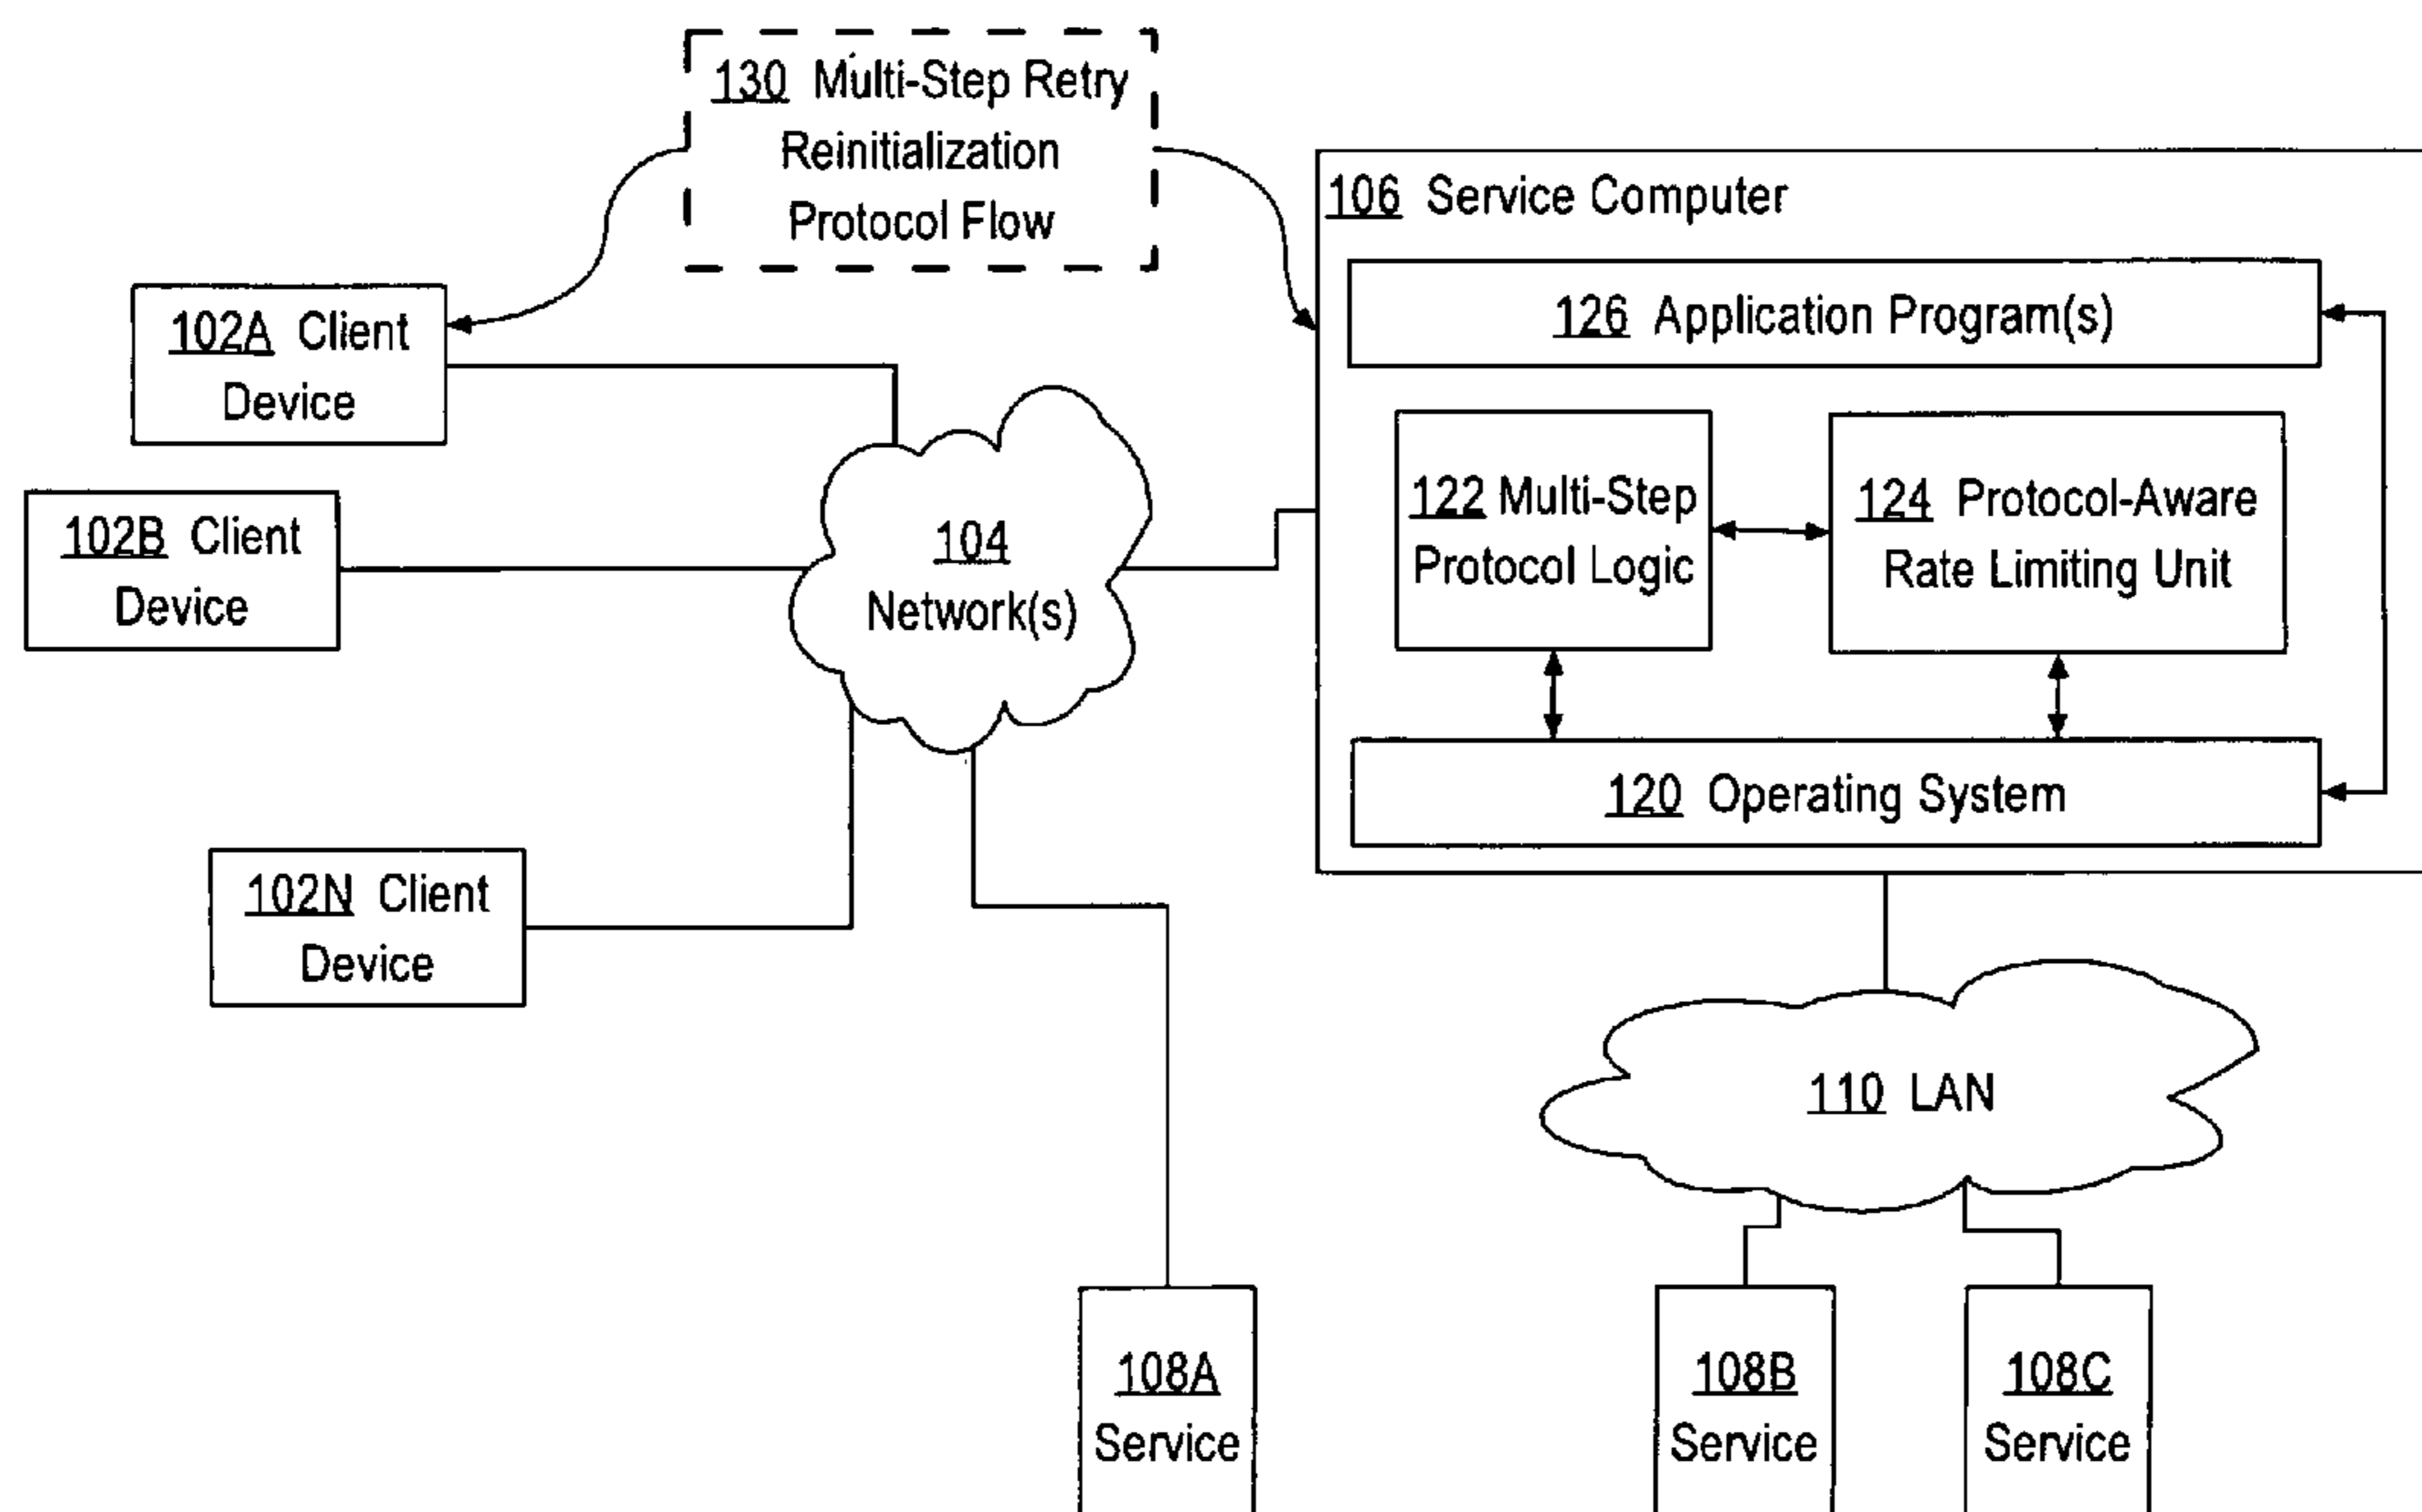 130 Multi-Step Retry
Reinitialization
Protocol Flow
106 Service Computer
126 Application Program(s)
102A Client
Device
122 Multi-Step
Protocol Logic
124 Protocol-Aware
Rate Limiting Unit
102B Client
Device
104
Network(s)
120 Operating System
102N Client
Device
110 LAN
108A
Service
108B
Service
108C
Service